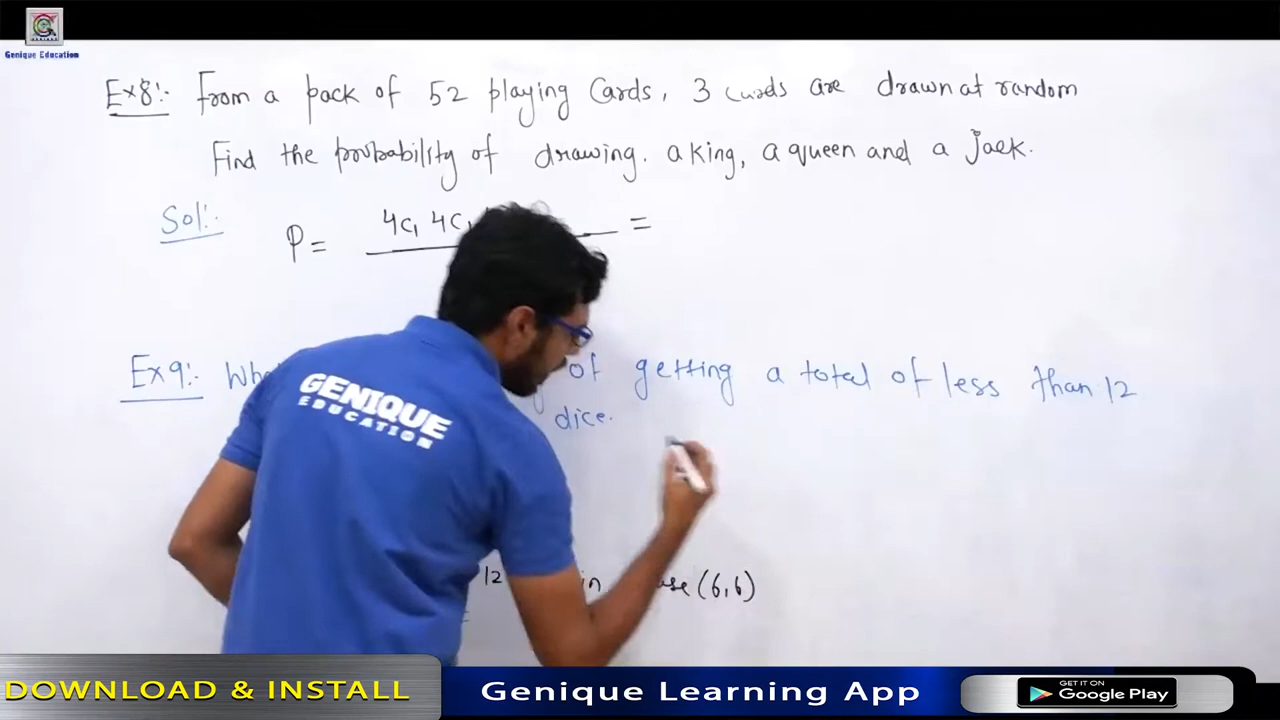 Genique Education
Ex8:- From a pack of 52 playing Cards, 3 cards are drawn at random
Find the probability of drawing. a king, a queen and a Jack.
Sol:-
P = 4C1 4C1 =
Ex9:- of getting a total of less than 12
dice.
12 in (6,6)
=
GENIQUE
EDUCATION
DOWNLOAD & INSTALL Genique Learning App GET IT ON Google Play